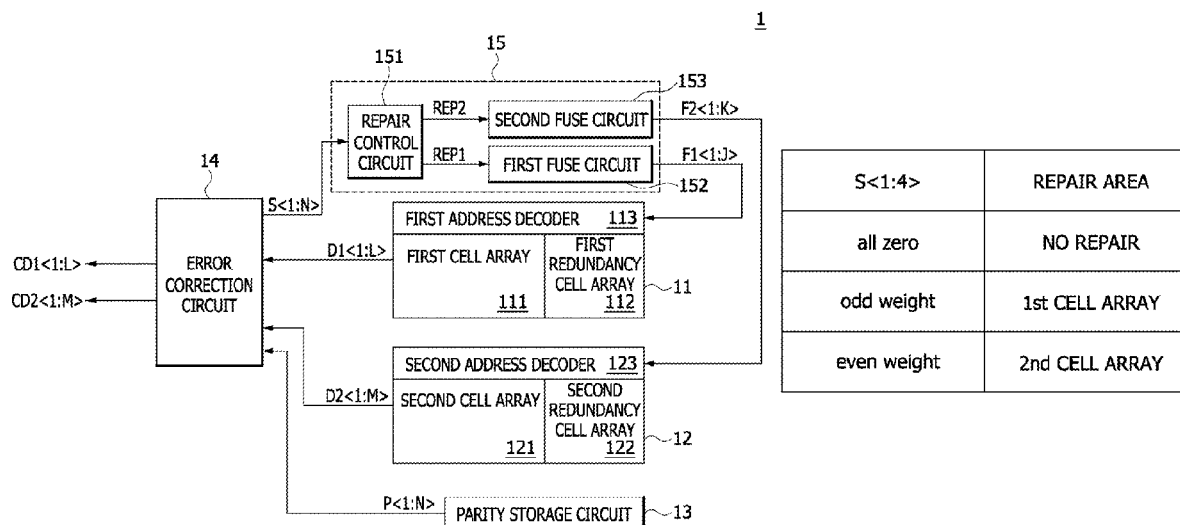 1
15
151
153
REPAIR
CONTROL
CIRCUIT
REP2
SECOND FUSE CIRCUIT
F2<1:K>
REP1
FIRST FUSE CIRCUIT
F1<1:J>
152
14
S<1:N>
ERROR
CORRECTION
CIRCUIT
CD1<1:L>
CD2<1:M>
D1<1:L>
FIRST ADDRESS DECODER 113
FIRST CELL ARRAY
111
FIRST
REDUNDANCY
CELL ARRAY
112
11
D2<1:M>
SECOND ADDRESS DECODER 123
SECOND CELL ARRAY
121
SECOND
REDUNDANCY
CELL ARRAY
122
12
P<1:N>
PARITY STORAGE CIRCUIT
13
S<1:4> REPAIR AREA
all zero NO REPAIR
odd weight 1st CELL ARRAY
even weight 2nd CELL ARRAY